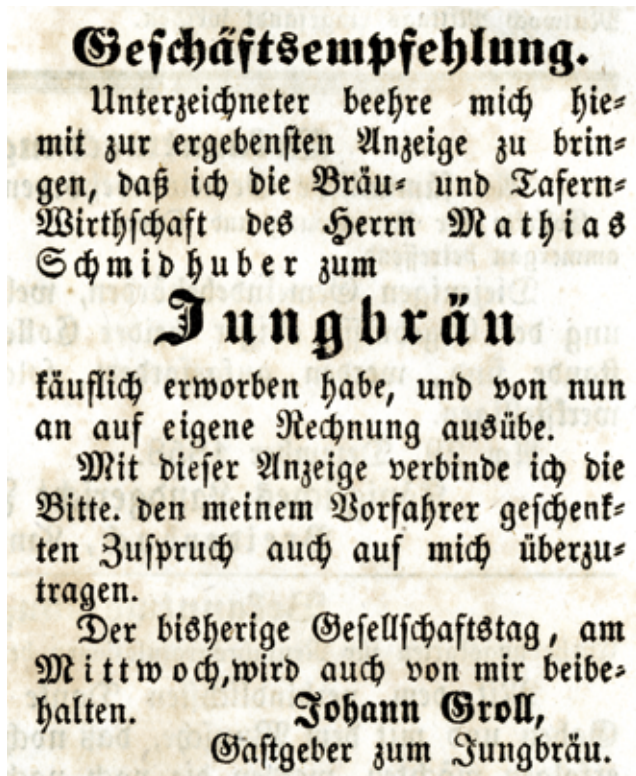 Geschäftsempfehlung.
Unterzeichneter beehre mich hie⸗
mit zur ergebensten Anzeige zu brin⸗
gen, daß ich die Bräu⸗ und Tafern⸗
Wirthschaft des Herrn Mathias
Schmidhuber zum
Jungbräu
käuflich erworben habe, und von nun
an auf eigene Rechnung ausübe.
Mit dieser Anzeige verbinde ich die
Bitte. den meinem Vorfahrer geschenk⸗
ten Zuspruch auch auf mich überzu⸗
tragen.
Der bisherige Gesellschaftstag, am
Mittwoch,wird auch von mir beibe⸗
halten. Johann Groll,
Gastgeber zum Jungbräu.